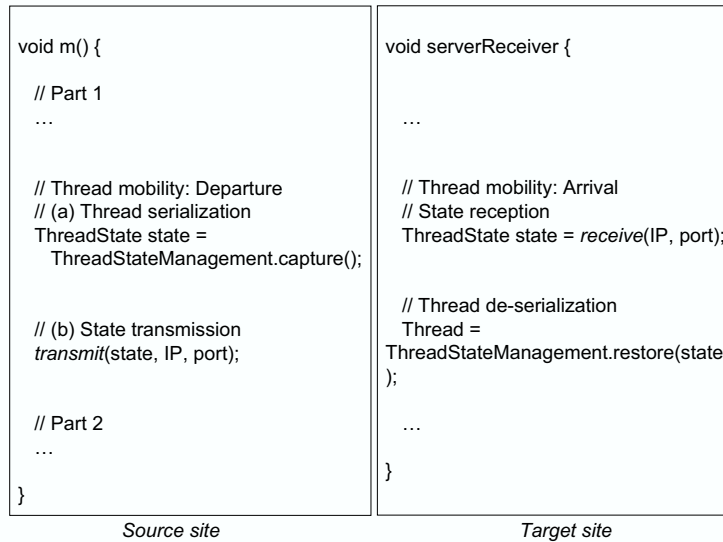 void m() {
// Part 1
…
// Thread mobility: Departure
// (a) Thread serialization
ThreadState state =
ThreadStateManagement.capture();
// (b) State transmission
transmit(state, IP, port);
// Part 2
…
}
Source site
void serverReceiver {
…
// Thread mobility: Arrival
// State reception
ThreadState state = receive(IP, port);
// Thread de-serialization
Thread =
ThreadStateManagement.restore(state
);
…
}
Target site